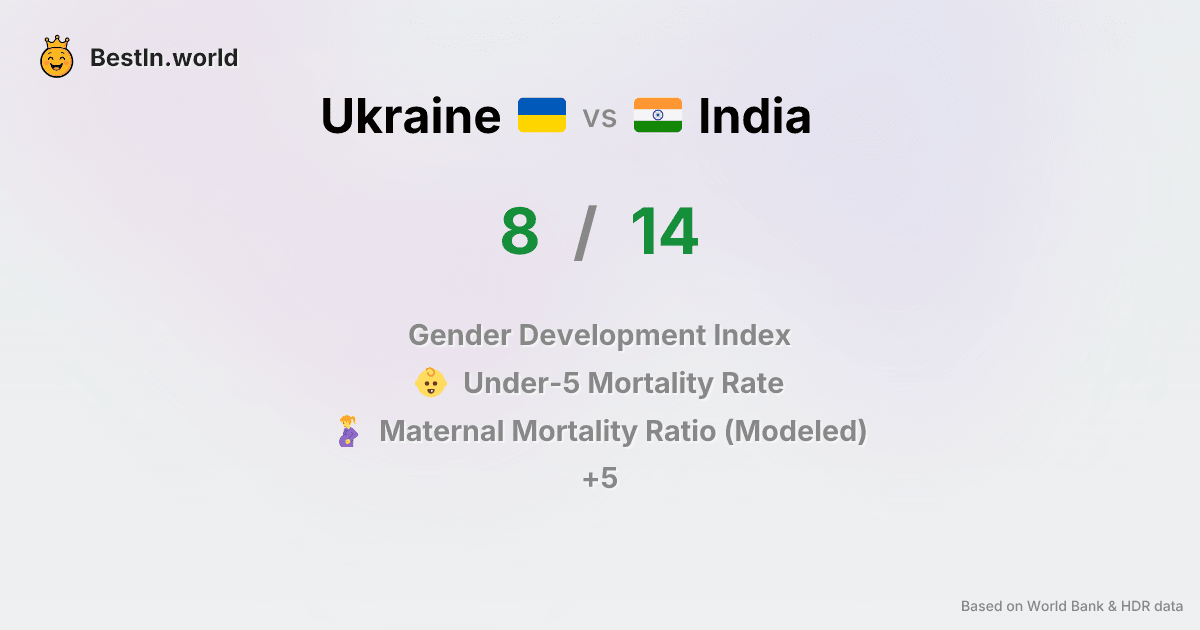 BestIn.world
Ukraine vs India
8 / 14
Gender Development Index
Under-5 Mortality Rate
Maternal Mortality Ratio (Modeled)
+5
Based on World Bank & HDR data